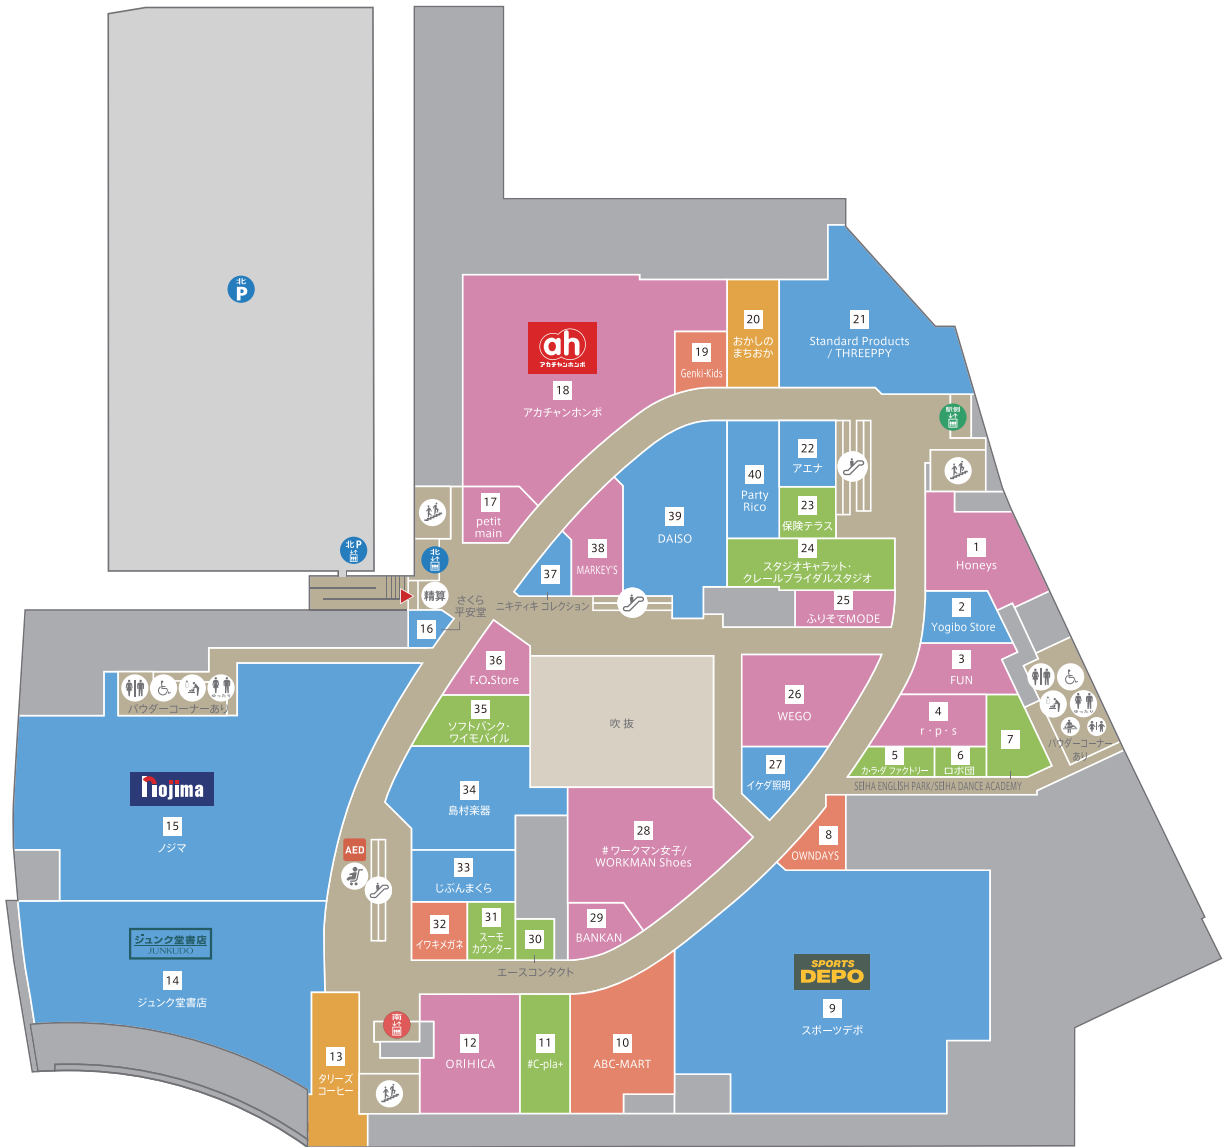 北
P
20
おかしの
まちおか
21
Standard Products
/ THREEPPY
ah
アカチャンホンポ
18
アカチャンホンポ
19
Genki-Kids
駅側
22
アエナ
40
Party
Rico
23
保険テラス
17
petit
main
39
DAISO
38
MARKEY'S
24
スタジオキャラット・
クレールブライダルスタジオ
1
Honeys
北P
北
37
ニキティキ コレクション
精算
さくら
平安堂
16
25
ふりそでMODE
2
Yogibo Store
36
F.O.Store
3
FUN
ゆったり
パウダーコーナーあり
26
WEGO
35
ソフトバンク・
ワイモバイル
吹 抜
4
r・p・s
7
ゆったり
パウダーコーナー
あり
5
カ・ラ・ダ ファクトリー
6
ロボ団
SEIHA ENGLISH PARK/SEIHA DANCE ACADEMY
27
イケダ照明
nojima
15
ノジマ
34
島村楽器
28
#ワークマン女子/
WORKMAN Shoes
8
OWNDAYS
AED
33
じぶんまくら
32
イワキメガネ
31
スーモ
カウンター
30
エースコンタクト
29
BANKAN
ジュンク堂書店
JUNKUDO
14
ジュンク堂書店
SPORTS
DEPO
9
スポーツデポ
南
13
タリーズ
コーヒー
12
ORIHICA
11
#C-pla+
10
ABC-MART